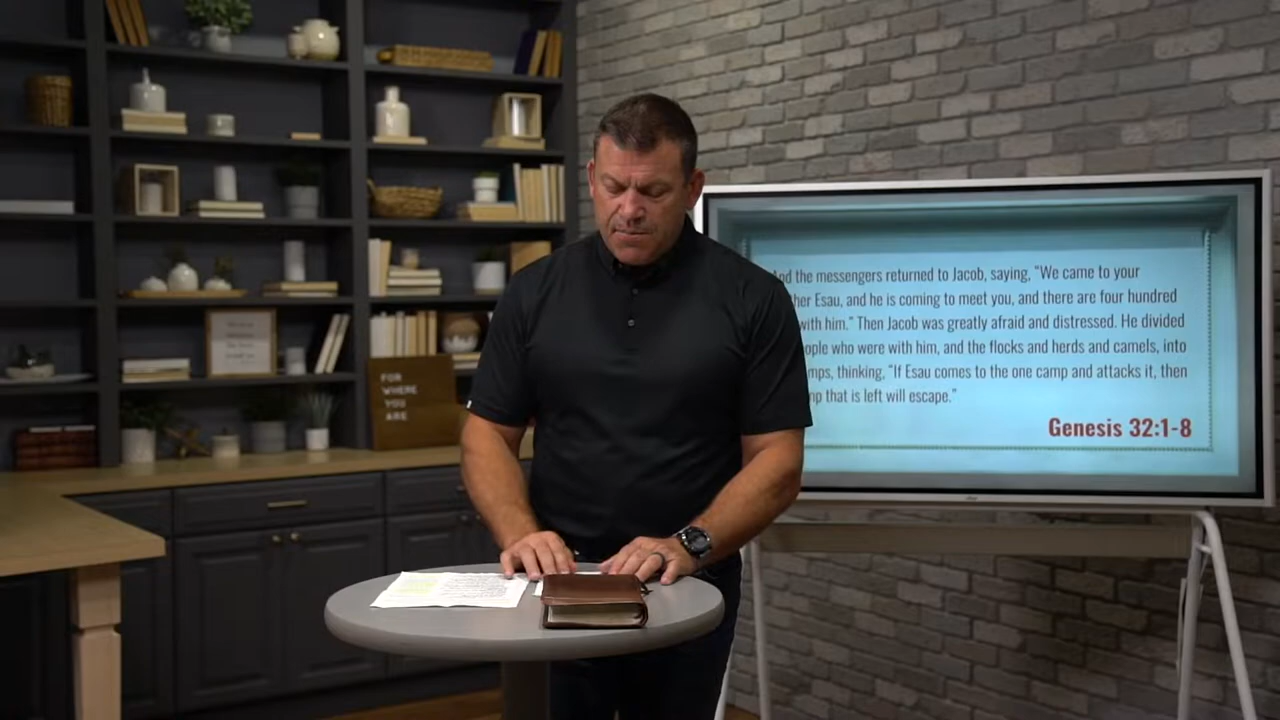 And the messengers returned to Jacob, saying, “We came to your
her Esau, and he is coming to meet you, and there are four hundred
with him.” Then Jacob was greatly afraid and distressed. He divided
ople who were with him, and the flocks and herds and camels, into
mps, thinking, “If Esau comes to the one camp and attacks it, then
mp that is left will escape.”
Genesis 32:1-8
FOR
WHERE
YOU
ARE